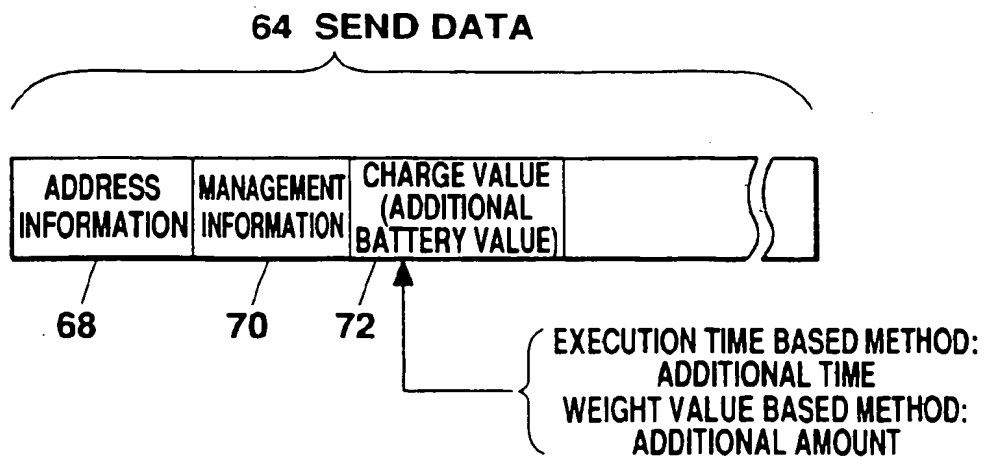 64 SEND DATA
ADDRESS
INFORMATION
MANAGEMENT
INFORMATION
CHARGE VALUE
(ADDITIONAL
BATTERY VALUE)
68
70
72
EXECUTION TIME BASED METHOD:
ADDITIONAL TIME
WEIGHT VALUE BASED METHOD:
ADDITIONAL AMOUNT